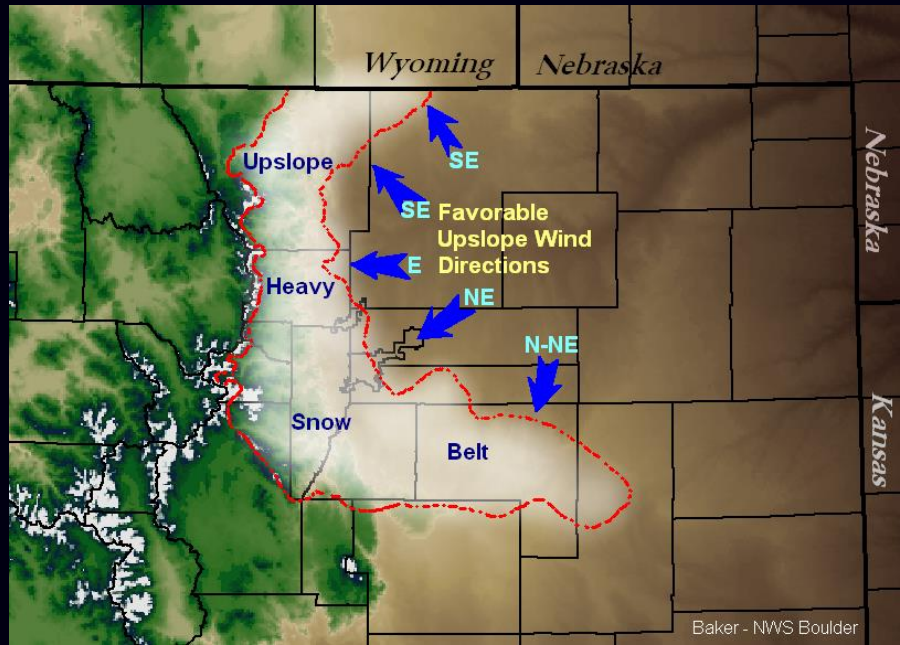 Wyoming
Nebraska
Upslope
SE
Nebraska
SE
Favorable
Upslope Wind
Directions
E
Heavy
NE
N-NE
Snow
Belt
Kansas
Baker - NWS Boulder